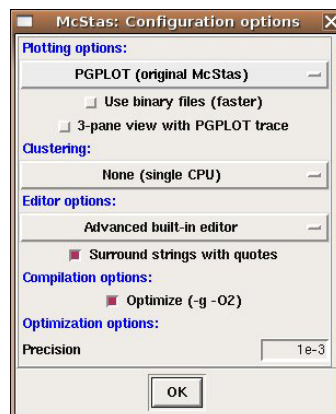 McStas: Configuration options
Plotting options:
PGPLOT (original McStas)
Use binary files (faster)
3-pane view with PGPLOT trace
Clustering:
None (single CPU)
Editor options:
Advanced built-in editor
Surround strings with quotes
Compilation options:
Optimize (-g -O2)
Optimization options:
Precision 1e-3
OK